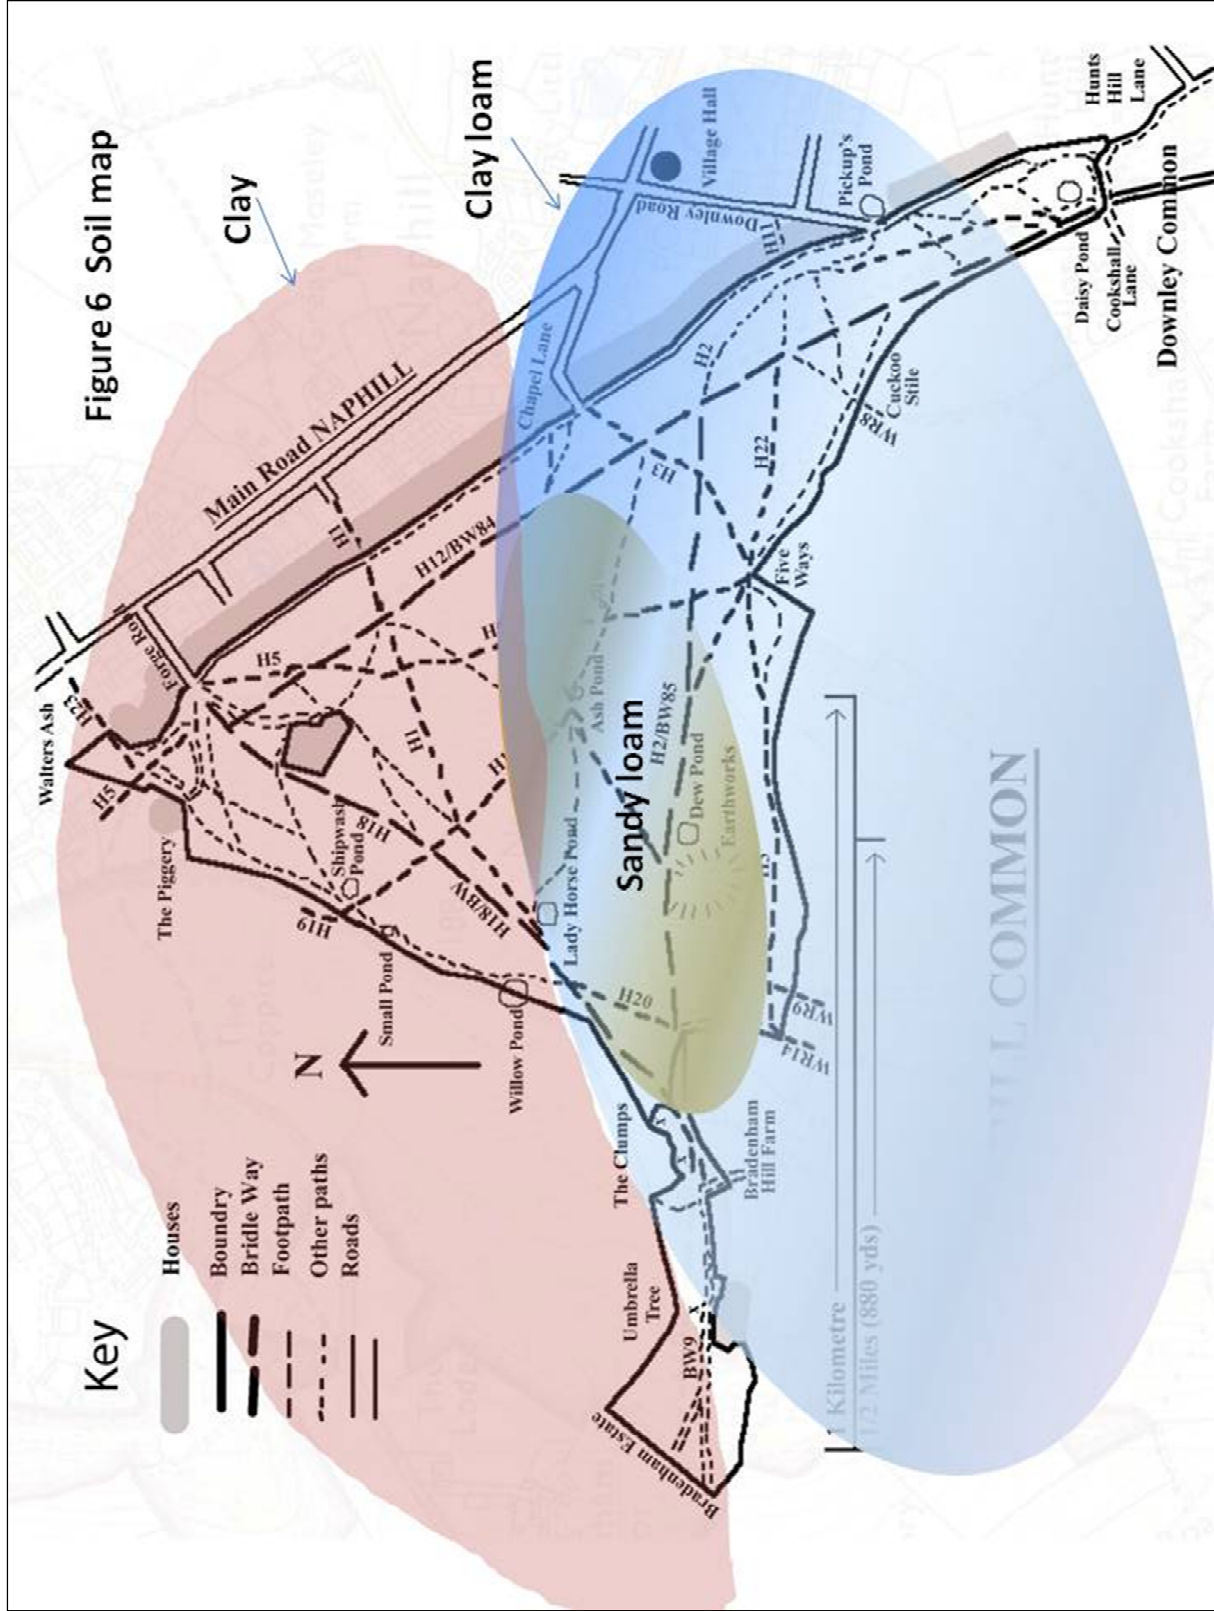 Figure 6 Soil map
Clay
Clay loam
Sandy loam
Key
Houses
Boundry
Bridle Way
Footpath
Other paths
Roads
N
Walters Ash
H23
H5
Forge Road
The Piggery
H5
Main Road NAPHILL
H1
H12/BW84
H1
H18
Shipwash
Pond
H19
H18/BW
Small Pond
Willow Pond
Lady Horse Pond
Ash Pond
Chapel Lane
Downley Road
Village Hall
H11
Pickup's
Pond
Hunts
Hill
Lane
Daisy Pond
Cookshall
Lane
Downley Common
H2
H3
H22
WR8
Cuckoo
Stile
Five
Ways
H2/BW85
Dew Pond
Earthworks
H20
WR9
WR14
The Clumps
x
x
Bradenham
Hill Farm
Umbrella
Tree
x
BW9
Bradenham Estate
1 Kilometre
1/2 Miles (880 yds)
COMMON